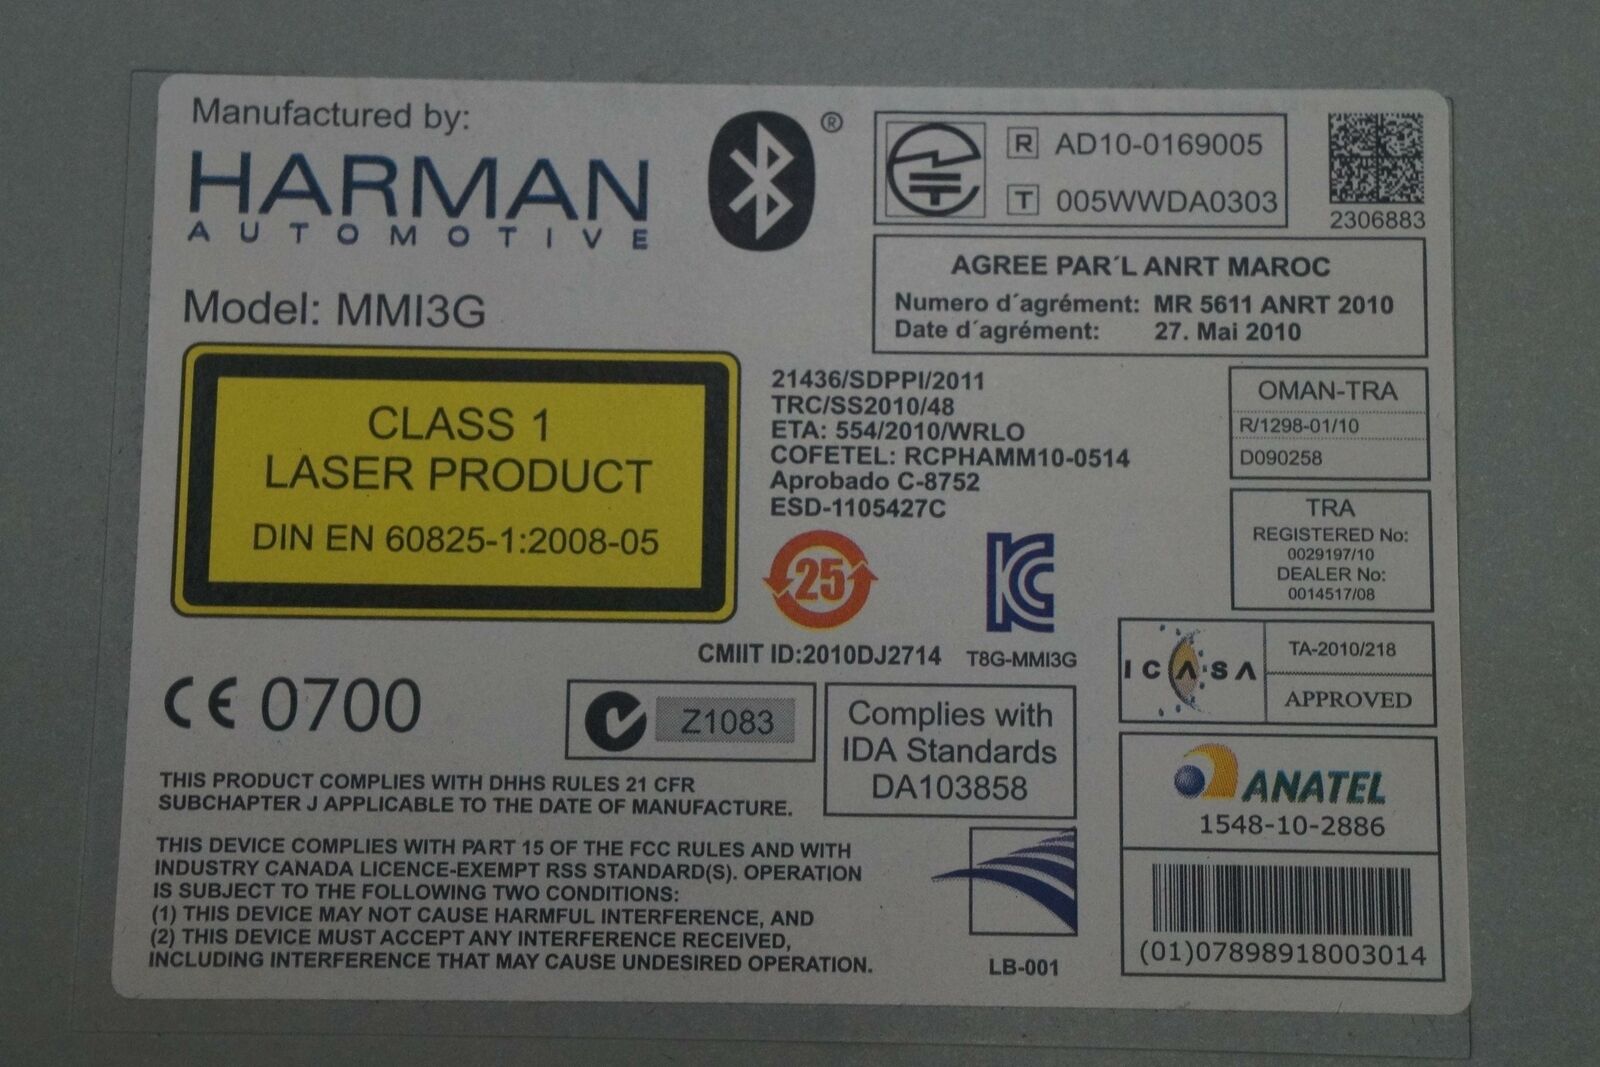 Manufactured by:
HARMAN
AUTOMOTIVE
®
R AD10-0169005
T 005WWDA0303
2306883
AGREE PAR´L ANRT MAROC
Numero d´agrément: MR 5611 ANRT 2010
Date d´agrément: 27. Mai 2010
Model: MMI3G
CLASS 1
LASER PRODUCT
DIN EN 60825-1:2008-05
21436/SDPPI/2011
TRC/SS2010/48
ETA: 554/2010/WRLO
COFETEL: RCPHAMM10-0514
Aprobado C-8752
ESD-1105427C
OMAN-TRA
R/1298-01/10
D090258
TRA
REGISTERED No:
0029197/10
DEALER No:
0014517/08
25
KC
CMIIT ID:2010DJ2714
T8G-MMI3G
ICASA
TA-2010/218
APPROVED
CE 0700
Z1083
Complies with
IDA Standards
DA103858
ANATEL
1548-10-2886
(01)07898918003014
THIS PRODUCT COMPLIES WITH DHHS RULES 21 CFR
SUBCHAPTER J APPLICABLE TO THE DATE OF MANUFACTURE.
THIS DEVICE COMPLIES WITH PART 15 OF THE FCC RULES AND WITH
INDUSTRY CANADA LICENCE-EXEMPT RSS STANDARD(S). OPERATION
IS SUBJECT TO THE FOLLOWING TWO CONDITIONS:
(1) THIS DEVICE MAY NOT CAUSE HARMFUL INTERFERENCE, AND
(2) THIS DEVICE MUST ACCEPT ANY INTERFERENCE RECEIVED,
INCLUDING INTERFERENCE THAT MAY CAUSE UNDESIRED OPERATION.
LB-001